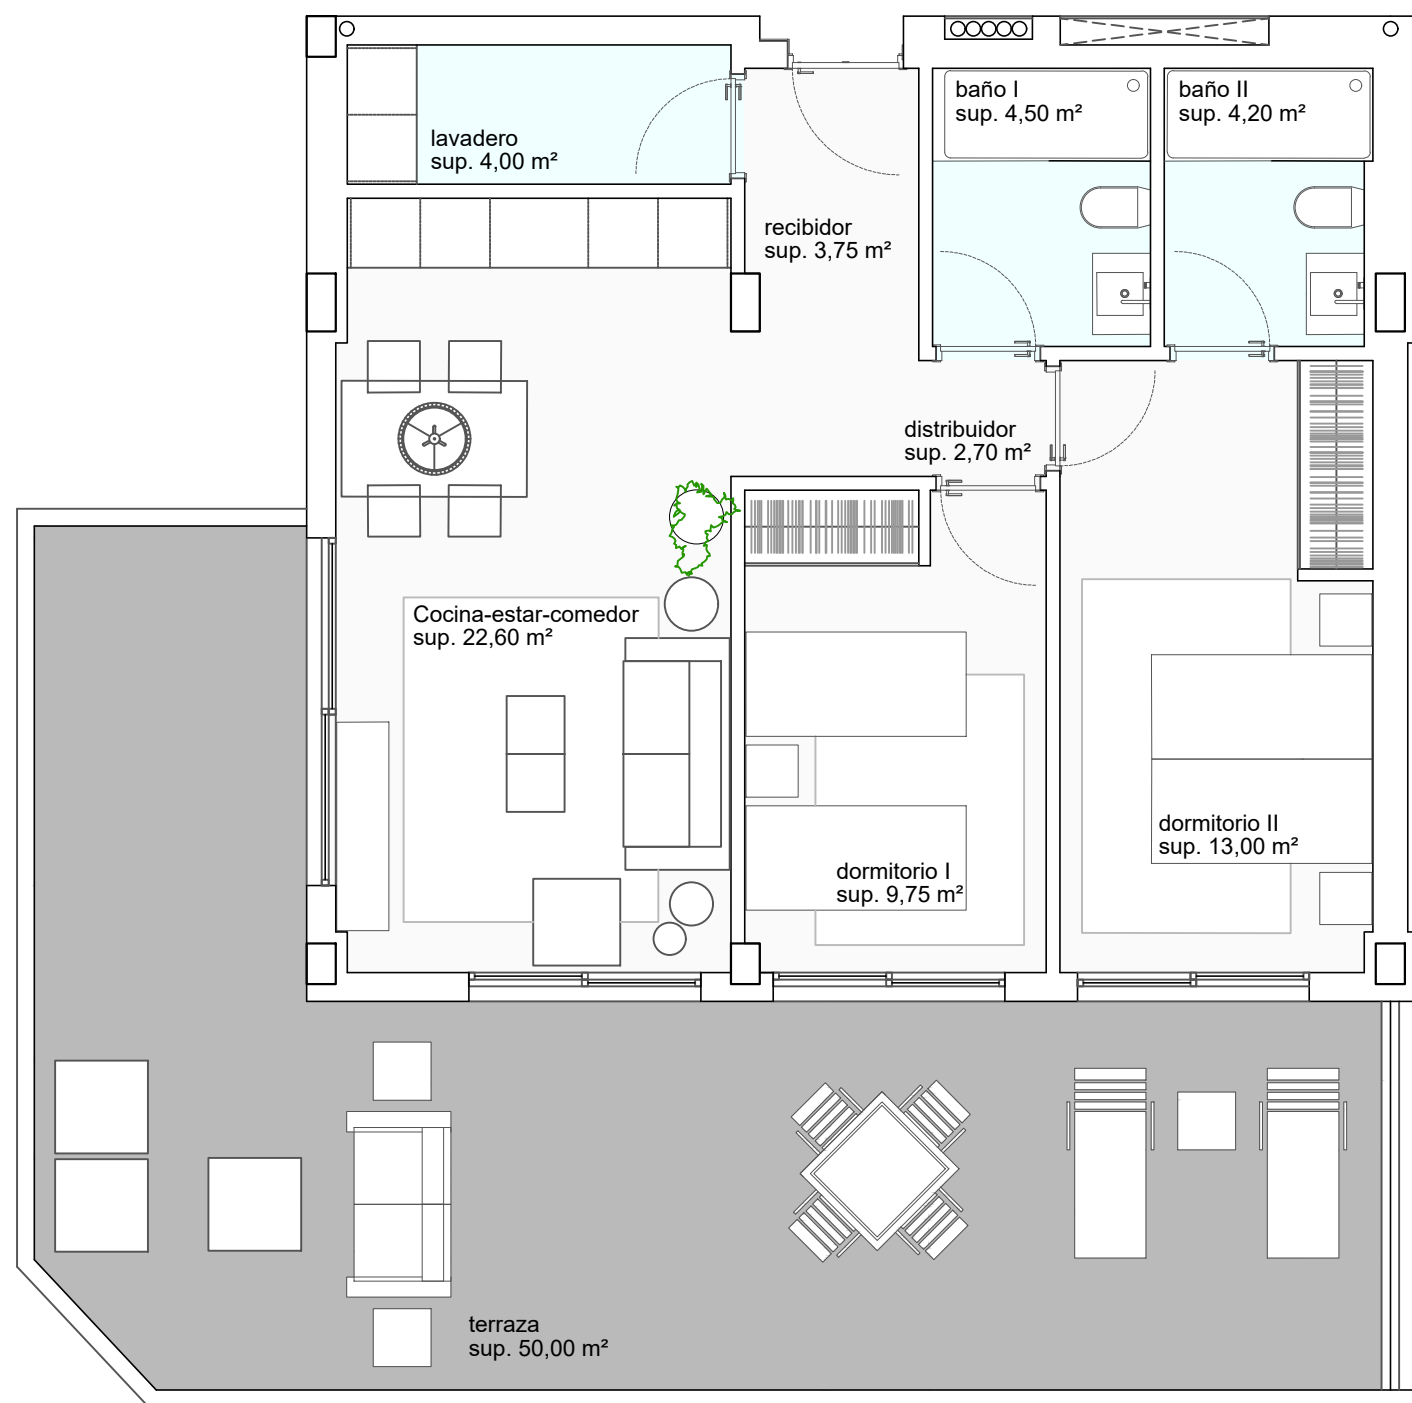 baño I
sup. 4,50 m²
baño II
sup. 4,20 m²
lavadero
sup. 4,00 m²
recibidor
sup. 3,75 m²
distribuidor
sup. 2,70 m²
Cocina-estar-comedor
sup. 22,60 m²
dormitorio II
sup. 13,00 m²
dormitorio I
sup. 9,75 m²
terraza
sup. 50,00 m²